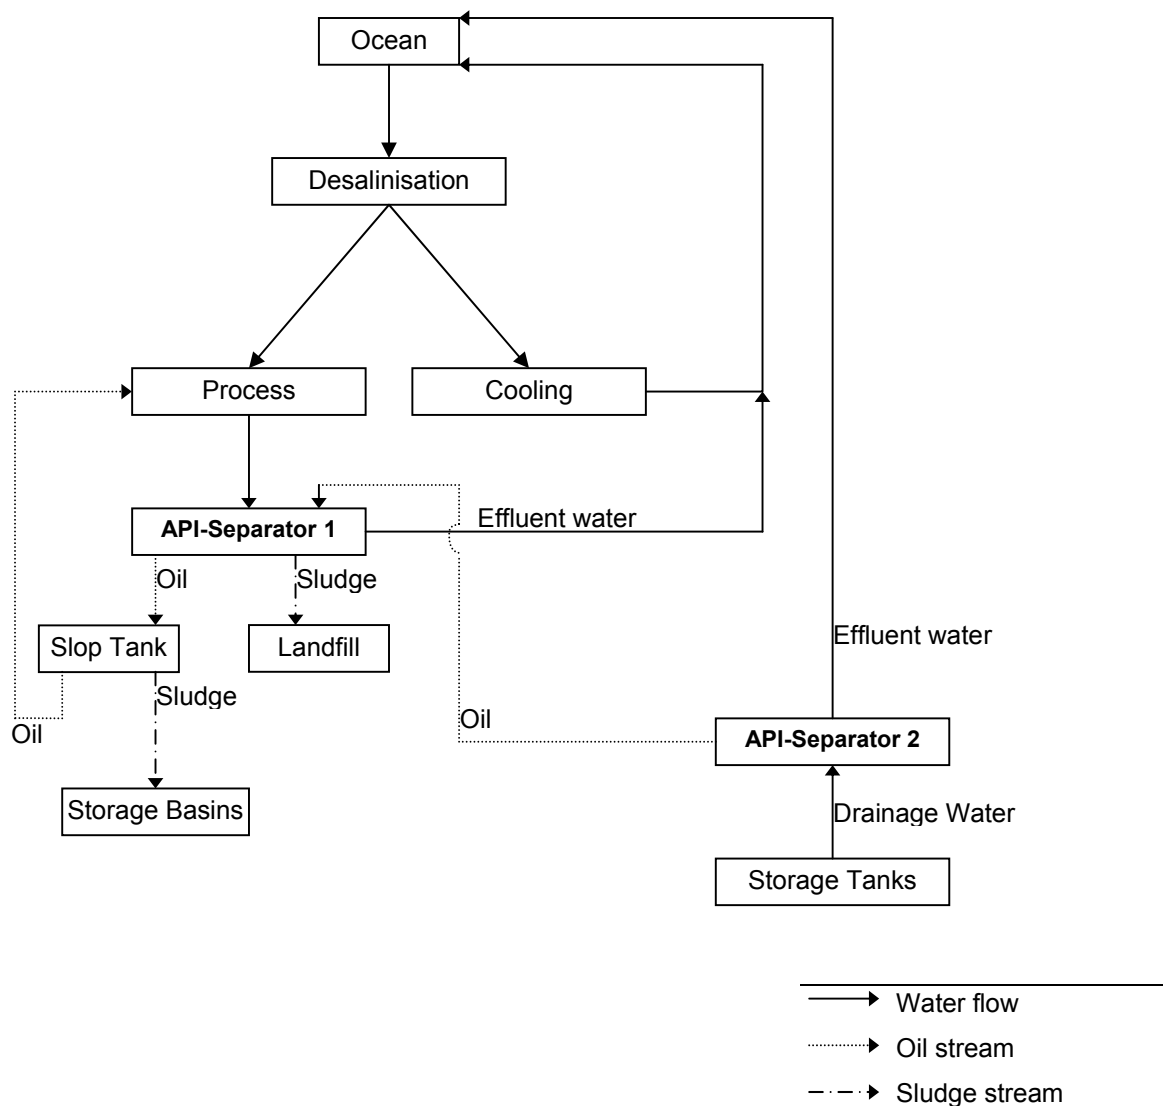 Ocean
Desalinisation
Process
Cooling
API-Separator 1
Effluent water
Oil
Sludge
Slop Tank
Landfill
Effluent water
Sludge
Oil
Oil
API-Separator 2
Storage Basins
Drainage Water
Storage Tanks
Water flow
Oil stream
Sludge stream